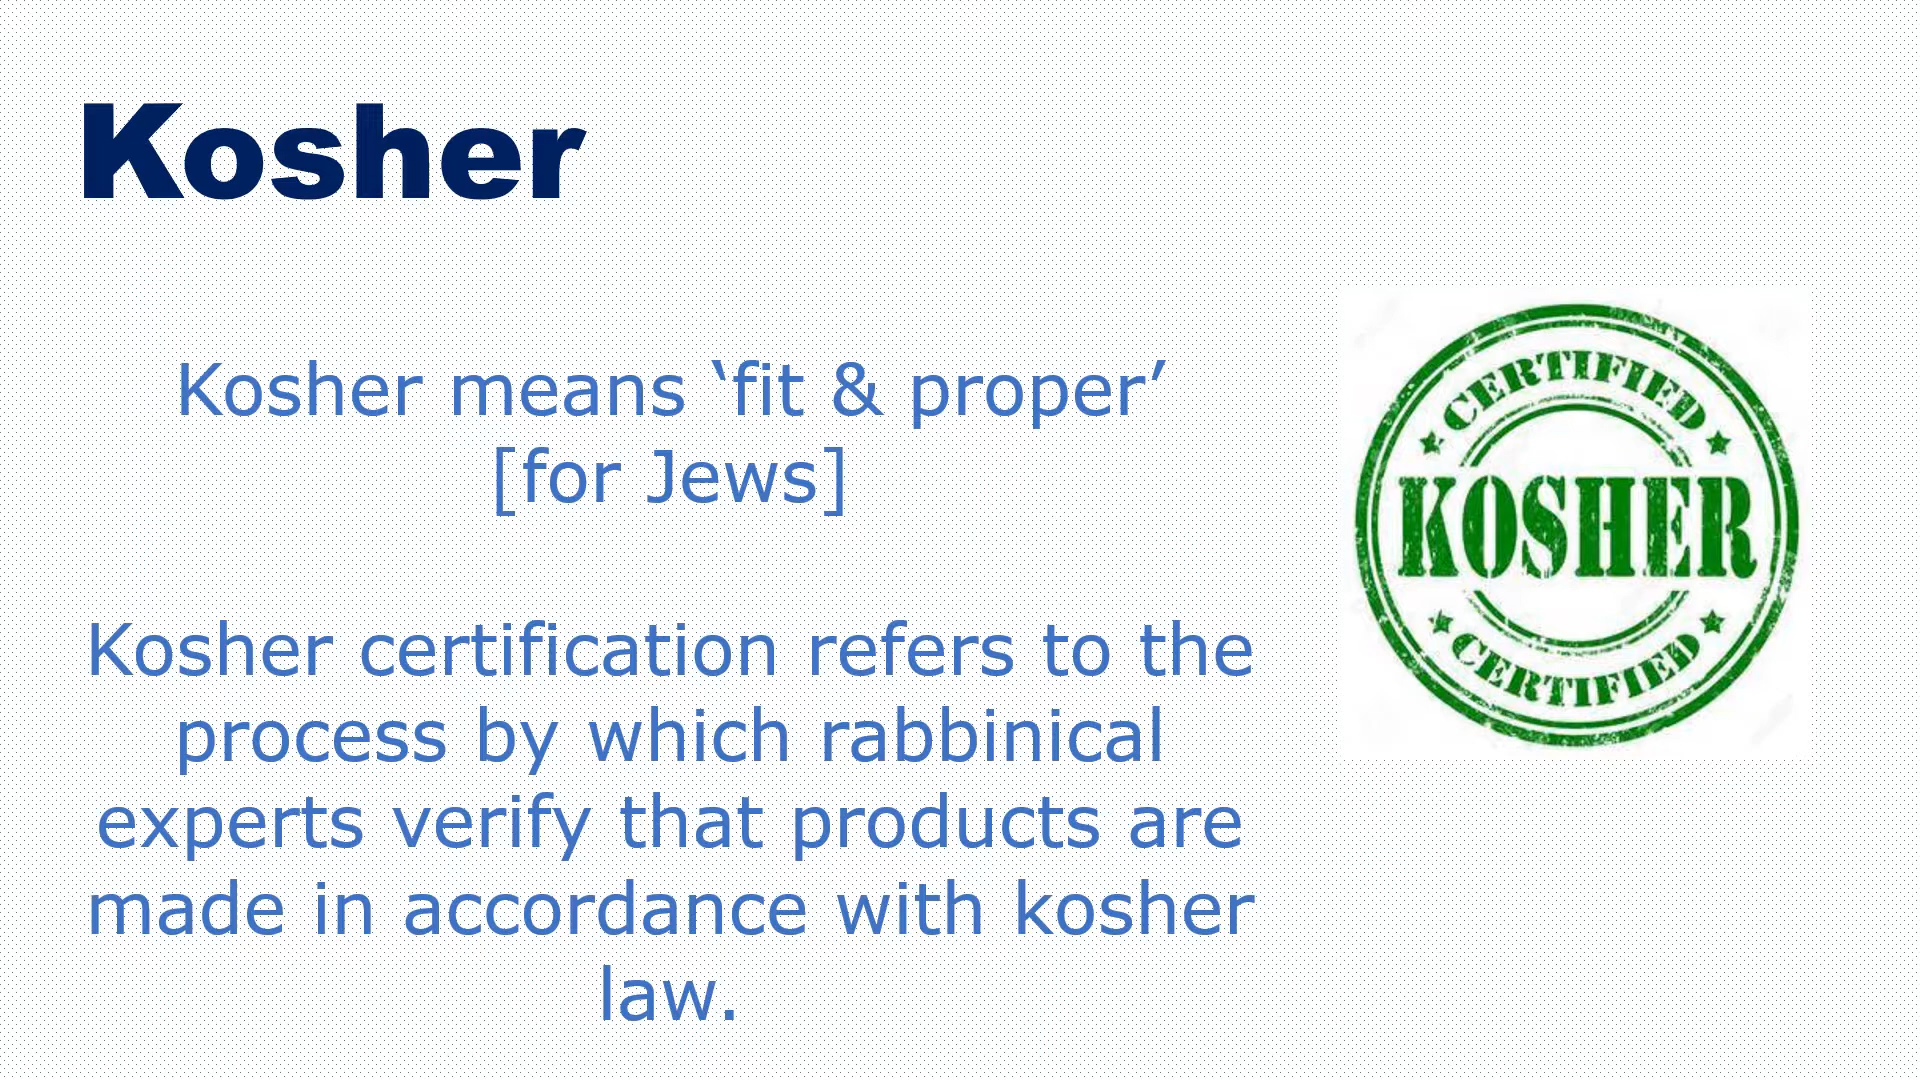 Kosher
Kosher means ‘fit & proper’
[for Jews]
Kosher certification refers to the
process by which rabbinical
experts verify that products are
made in accordance with kosher
law.
CERTIFIED
KOSHER
CERTIFIED